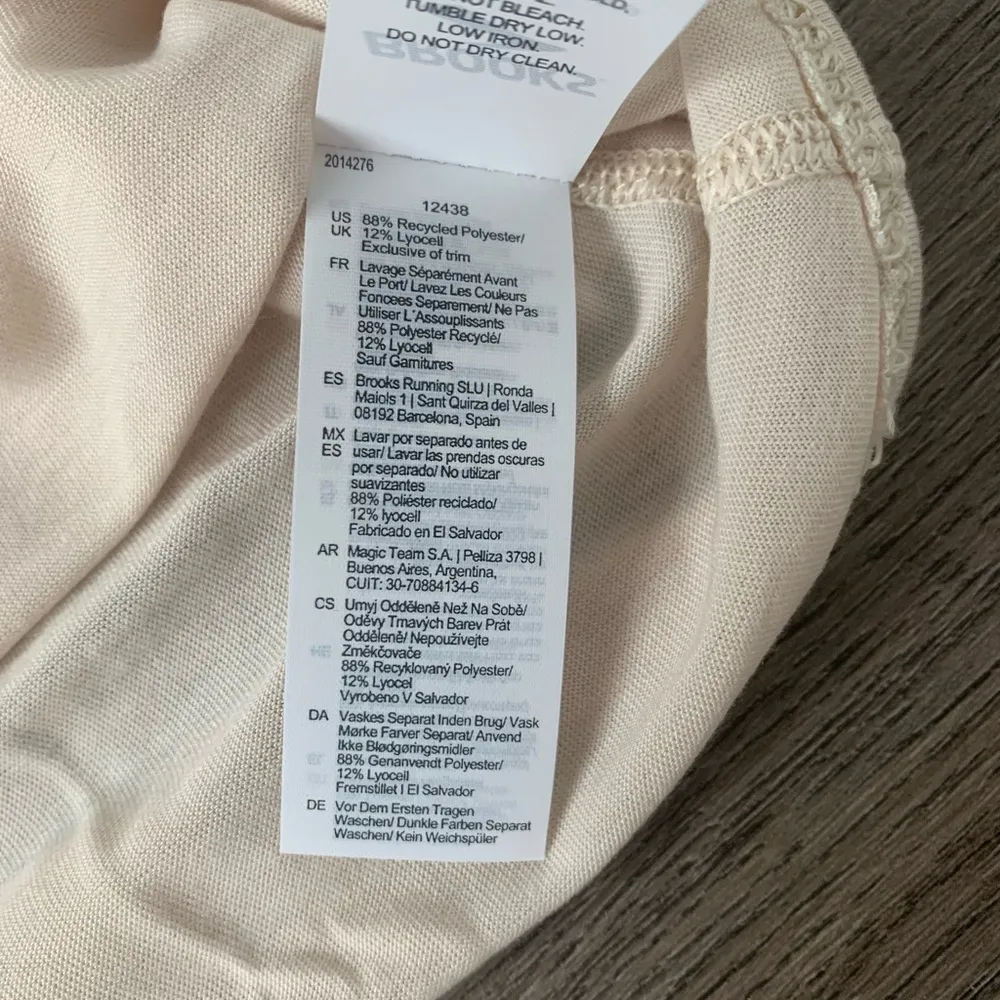 NOT BLEACH.
TUMBLE DRY LOW.
LOW IRON.
DO NOT DRY CLEAN.
BROOKS
2014276
12438
US 88% Recycled Polyester/
UK 12% Lyocell
Exclusive of trim
FR Lavage Séparément Avant
Le Port/ Lavez Les Couleurs
Foncees Separement/ Ne Pas
Utiliser L'Assouplissants
88% Polyester Recyclé/
12% Lyocell
Sauf Garnitures
ES Brooks Running SLU | Ronda
Maiols 1 | Sant Quirza del Valles |
08192 Barcelona, Spain
MX Lavar por separado antes de
ES usar/ Lavar las prendas oscuras
por separado/ No utilizar
suavizantes
88% Poliéster reciclado/
12% lyocell
Fabricado en El Salvador
AR Magic Team S.A. | Pelliza 3798 |
Buenos Aires, Argentina,
CUIT: 30-70884134-6
CS Umyj Odděleně Než Na Sobě/
Oděvy Tmavých Barev Prát
Odděleně/ Nepoužívejte
Změkčovače
88% Recyklovaný Polyester/
12% Lyocel
Vyrobeno V Salvador
DA Vaskes Separat Inden Brug/ Vask
Mørke Farver Separat/ Anvend
Ikke Blødgøringsmidler
88% Genanvendt Polyester/
12% Lyocell
Fremstillet I El Salvador
DE Vor Dem Ersten Tragen
Waschen/ Dunkle Farben Separat
Waschen/ Kein Weichspüler